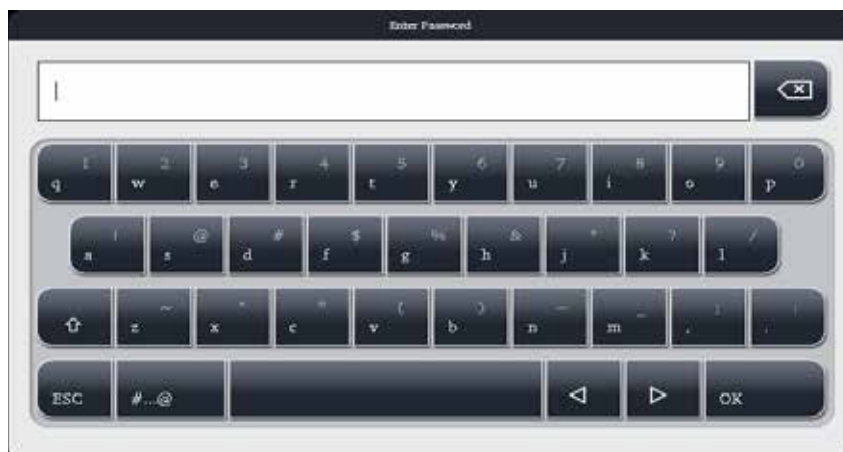 Enter Password
1 2 3 4 5 6 7 8 9 0
q w e r t y u i o p
! @ # $ % & * ? /
a s d f g h j k l
~ ( ) _
z x c v b n m , .
ESC #...@ OK